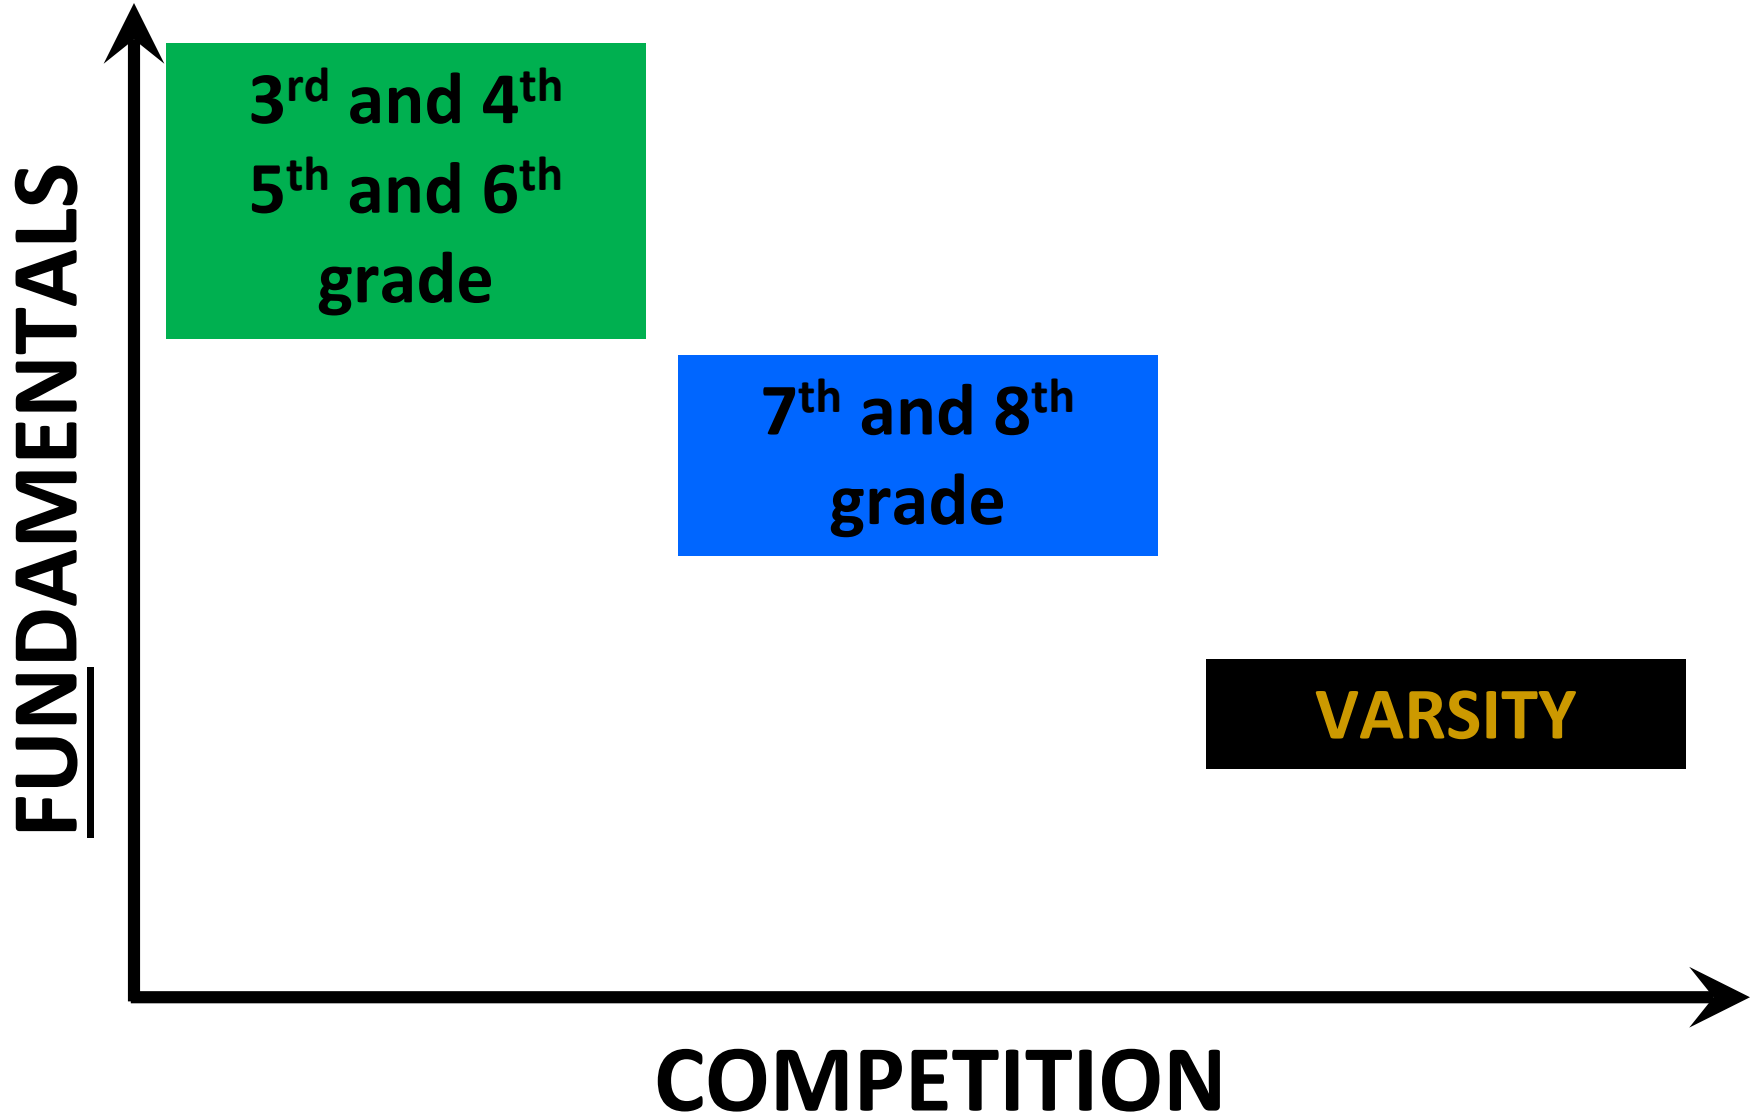 3rd and 4th
5th and 6th
grade
FUNDAMENTALS
7th and 8th
grade
VARSITY
COMPETITION